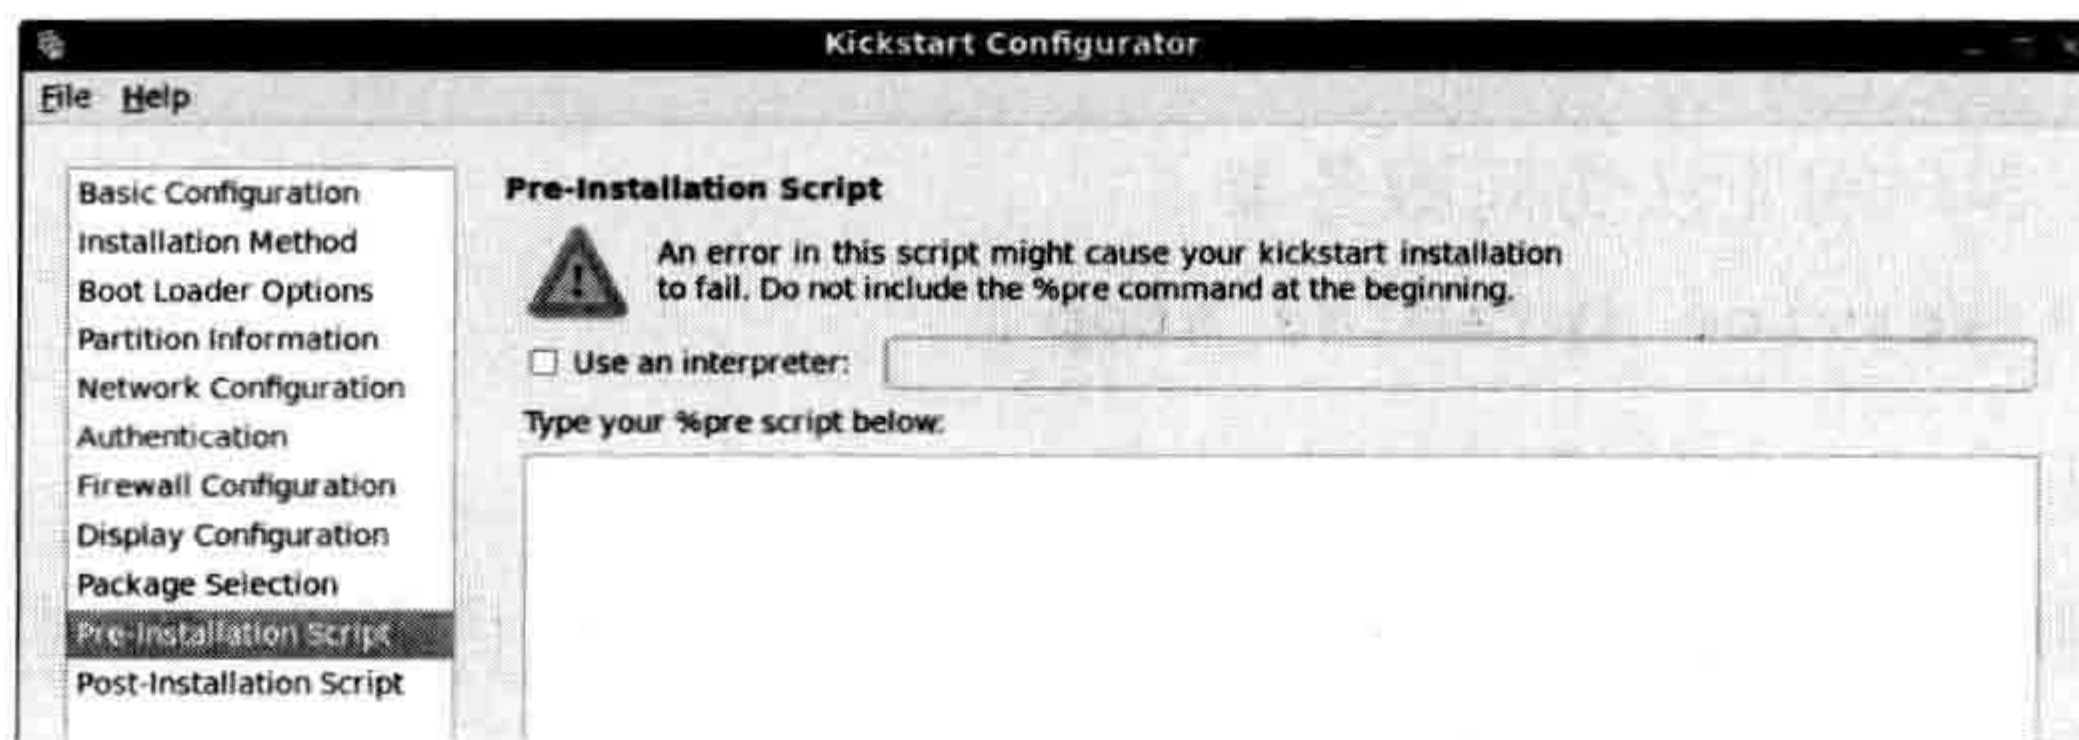 Kickstart Configurator
File Help
Basic Configuration
Installation Method
Boot Loader Options
Partition Information
Network Configuration
Authentication
Firewall Configuration
Display Configuration
Package Selection
Pre-Installation Script
Post-Installation Script
Pre-Installation Script
An error in this script might cause your kickstart installation
to fail. Do not include the %pre command at the beginning.
Use an interpreter:
Type your %pre script below: